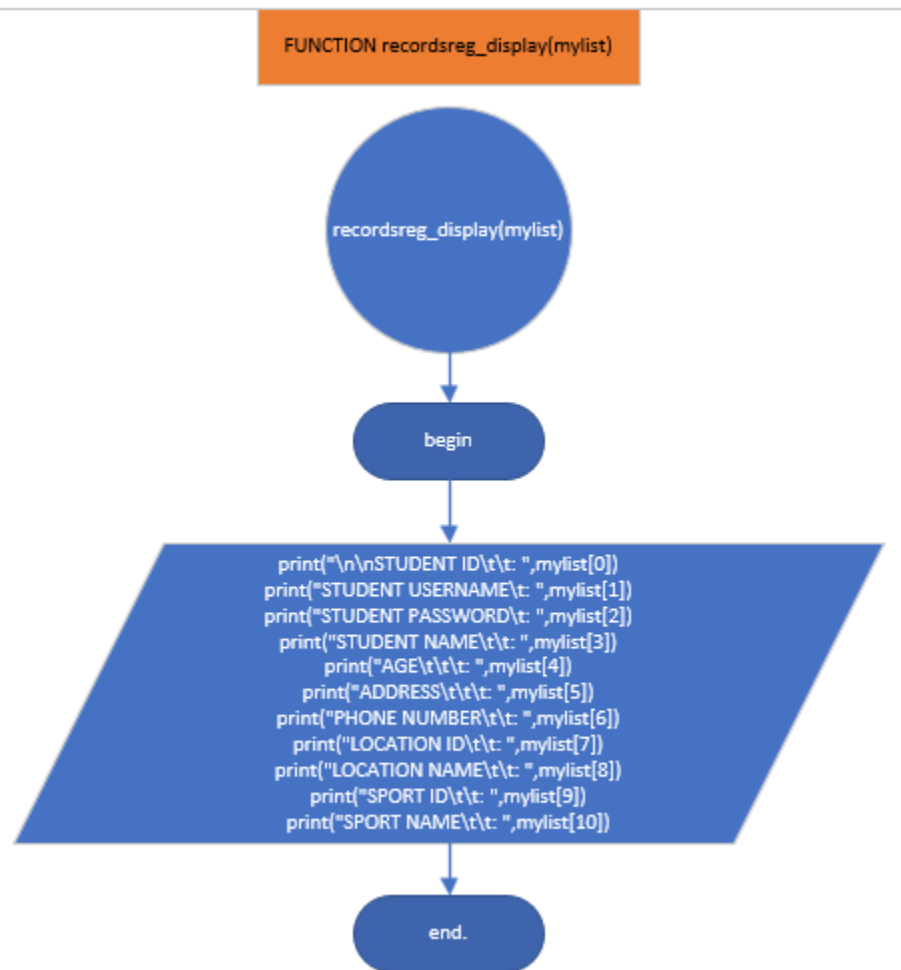 FUNCTION recordsreg_display(mylist)
recordsreg_display(mylist)
begin
print("\n\nSTUDENT ID\t\t: ",mylist[0])
print("STUDENT USERNAME\t: ",mylist[1])
print("STUDENT PASSWORD\t: ",mylist[2])
print("STUDENT NAME\t\t: ",mylist[3])
print("AGE\t\t\t: ",mylist[4])
print("ADDRESS\t\t\t: ",mylist[5])
print("PHONE NUMBER\t\t: ",mylist[6])
print("LOCATION ID\t\t: ",mylist[7])
print("LOCATION NAME\t\t: ",mylist[8])
print("SPORT ID\t\t: ",mylist[9])
print("SPORT NAME\t\t: ",mylist[10])
end.